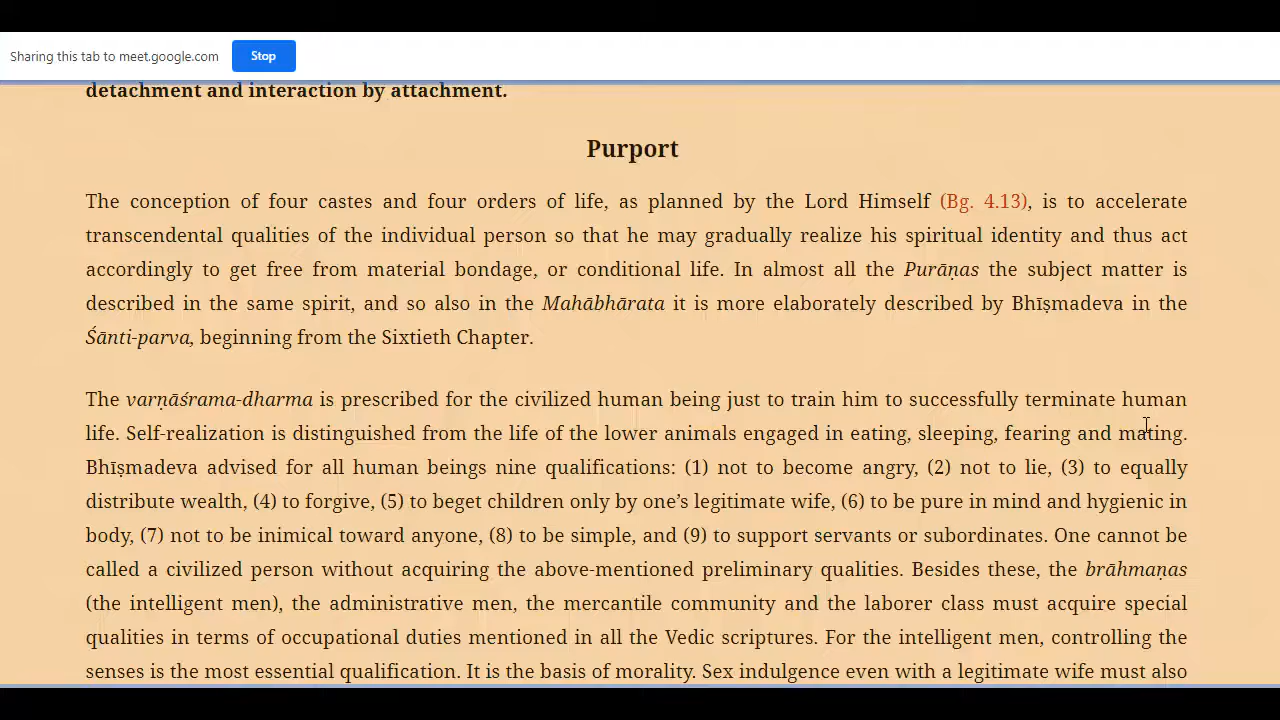 Sharing this tab to meet.google.com Stop
detachment and interaction by attachment.
Purport
The conception of four castes and four orders of life, as planned by the Lord Himself (Bg. 4.13), is to accelerate
transcendental qualities of the individual person so that he may gradually realize his spiritual identity and thus act
accordingly to get free from material bondage, or conditional life. In almost all the Purāṇas the subject matter is
described in the same spirit, and so also in the Mahābhārata it is more elaborately described by Bhīṣmadeva in the
Śānti-parva, beginning from the Sixtieth Chapter.
The varṇāśrama-dharma is prescribed for the civilized human being just to train him to successfully terminate human
life. Self-realization is distinguished from the life of the lower animals engaged in eating, sleeping, fearing and mating.
Bhīṣmadeva advised for all human beings nine qualifications: (1) not to become angry, (2) not to lie, (3) to equally
distribute wealth, (4) to forgive, (5) to beget children only by one’s legitimate wife, (6) to be pure in mind and hygienic in
body, (7) not to be inimical toward anyone, (8) to be simple, and (9) to support servants or subordinates. One cannot be
called a civilized person without acquiring the above-mentioned preliminary qualities. Besides these, the brāhmaṇas
(the intelligent men), the administrative men, the mercantile community and the laborer class must acquire special
qualities in terms of occupational duties mentioned in all the Vedic scriptures. For the intelligent men, controlling the
senses is the most essential qualification. It is the basis of morality. Sex indulgence even with a legitimate wife must also